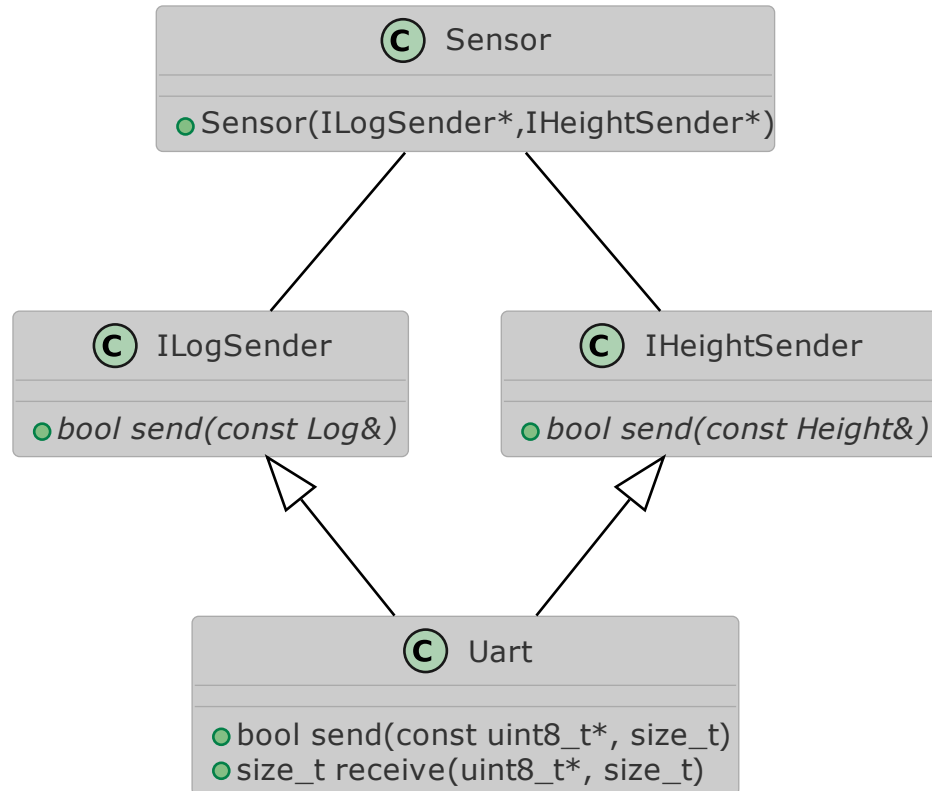 C Sensor
Sensor(ILogSender*,IHeightSender*)
C ILogSender
bool send(const Log&)
C IHeightSender
bool send(const Height&)
C Uart
bool send(const uint8_t*, size_t)
size_t receive(uint8_t*, size_t)